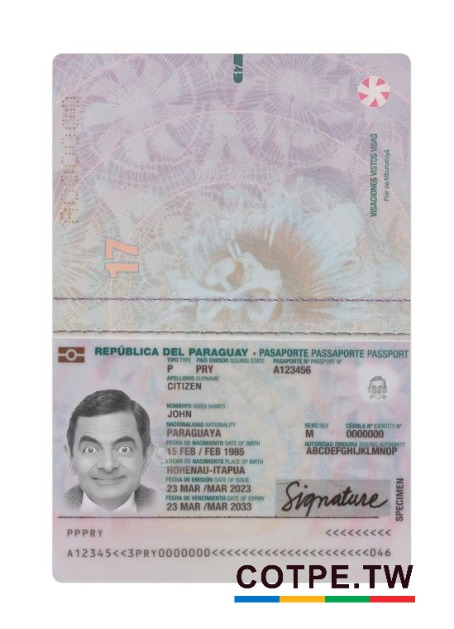 17
VISACIONES VISTOS VISAS
Flor de Mburucuyá
17
REPÚBLICA DEL PARAGUAY - PASAPORTE PASSAPORTE PASSPORT
TIPO TYPE PAIS EMISOR ISSUING STATE PASAPORTE Nº PASSPORT Nº
P PRY A123456
APELLIDOS SURNAME
CITIZEN
NOMBRES GIVEN NAMES
JOHN
NACIONALIDAD NATIONALITY SEXO SEX CÉDULA Nº IDENTITY Nº
PARAGUAYA M 0000000
FECHA DE NACIMIENTO DATE OF BIRTH AUTORIDAD EMISORA ISSUING AUTHORITY
15 FEB / FEB 1985 ABCDEFGHIJKLMNOP
LUGAR DE NACIMIENTO PLACE OF BIRTH
HOHENAU-ITAPUA
FECHA DE EMISIÓN DATE OF ISSUE
23 MAR /MAR 2023
FECHA DE VENCIMIENTO DATE OF EXPIRY
23 MAR /MAR 2033
Signature
SPECIMEN
PPPRY <<<<<<<<<
A12345<<3PRY0000000<<<<<<<<<<<<<<<<<<<<<046
COTPE.TW